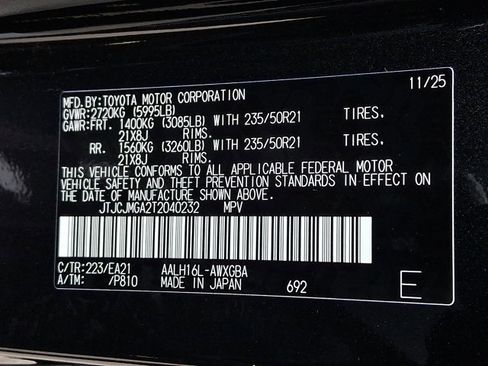 11/25
MFD.BY:TOYOTA MOTOR CORPORATION
GVWR:2720KG (5995LB)
GAWR:FRT. 1400KG (3085LB) WITH 235/50R21 TIRES,
21X8J RIMS.
RR. 1560KG (3260LB) WITH 235/50R21 TIRES,
21X8J RIMS.
THIS VEHICLE CONFORMS TO ALL APPLICABLE FEDERAL MOTOR
VEHICLE SAFETY AND THEFT PREVENTION STANDARDS IN EFFECT ON
THE DATE OF MANUFACTURE SHOWN ABOVE.
JTJCJMGA2T2040232 MPV
C/TR:223/EA21 AALH16L-AWXGBA
A/TM: /P810 MADE IN JAPAN 692
E